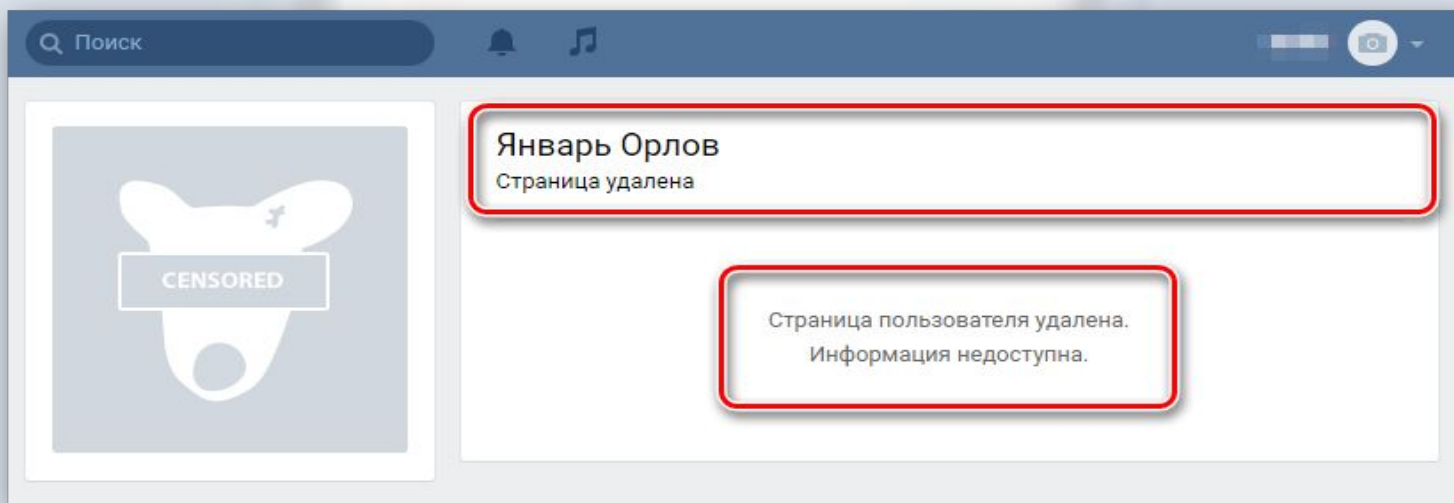 Поиск
CENSORED
Январь Орлов
Страница удалена
Страница пользователя удалена.
Информация недоступна.